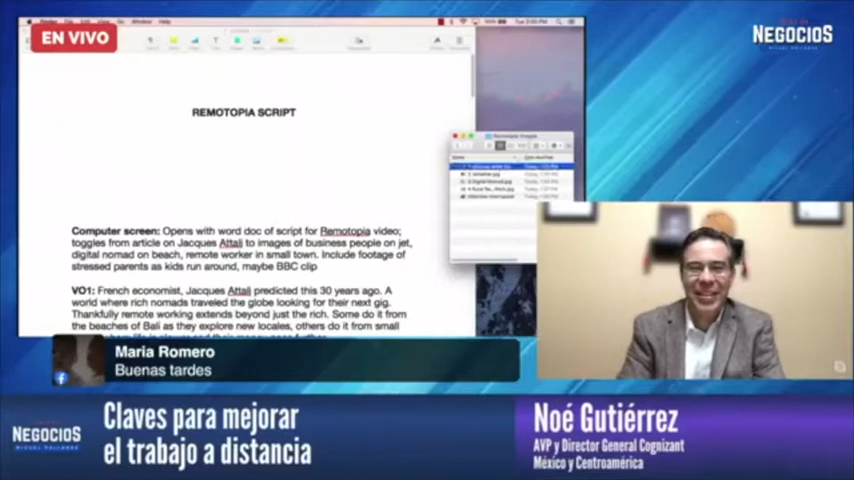 EN VIVO
Tue 2:02 PM
NEGOCIOS
REMOTOPIA SCRIPT
Remotopia Images
Computer screen: Opens with word doc of script for Remotopia video;
toggles from article on Jacques Attali to images of business people on jet,
digital nomad on beach, remote worker in small town. Include footage of
stressed parents as kids run around, maybe BBC clip
VO1: French economist, Jacques Attali predicted this 30 years ago. A
world where rich nomads traveled the globe looking for their next gig.
Thankfully remote working extends beyond just the rich. Some do it from
the beaches of Bali as they explore new locales, others do it from small
Maria Romero
Buenas tardes
NEGOCIOS
Claves para mejorar
el trabajo a distancia
Noé Gutiérrez
AVP y Director General Cognizant
México y Centroamérica